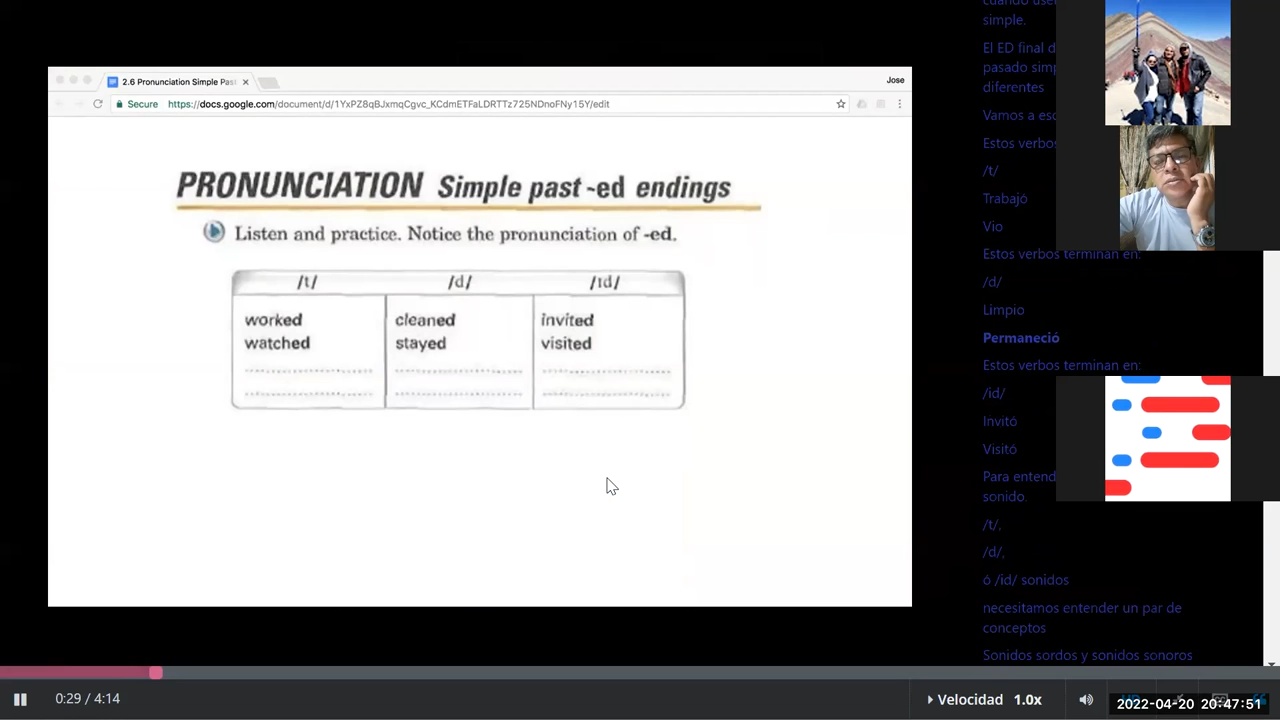 2.6 Pronunciation Simple Pas
Jose
Secure
https://docs.google.com/document/d/1YxPZ8qBJxmqCgvc_KCdmETFaLDRTTz725NDnoFNy15Y/edit
PRONUNCIATION Simple past -ed endings
Listen and practice. Notice the pronunciation of -ed.
/t/ /d/ /ɪd/
worked cleaned invited
watched stayed visited
simple.
El ED final d
pasado simp
diferentes
Vamos a esc
Estos verbos
/t/
Trabajó
Vio
Estos verbos terminan en:
/d/
Limpio
Permaneció
Estos verbos terminan en:
/id/
Invitó
Visitó
Para entend
sonido.
/t/,
/d/,
ó /id/ sonidos
necesitamos entender un par de
conceptos
Sonidos sordos y sonidos sonoros
0:29 / 4:14
Velocidad 1.0x
2022-04-20 20:47:51